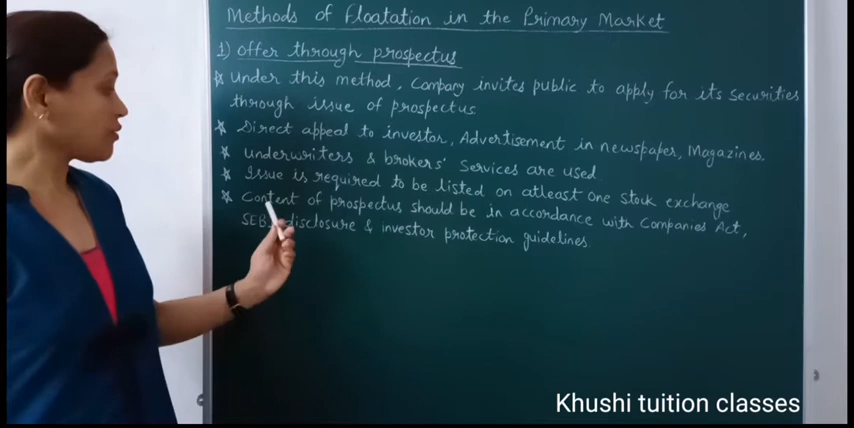 Methods of Floatation in the Primary Market
1) offer through prospectus
☆ Under this method, Company invites public to apply for its securities
through issue of prospectus
☆ Direct appeal to investor, Advertisement in newspaper, Magazines.
☆ Underwriters & brokers' services are used
☆ Issue is required to be listed on atleast one stock exchange
☆ Content of prospectus should be in accordance with Companies Act,
SEBI disclosure & investor protection guidelines.
Khushi tuition classes